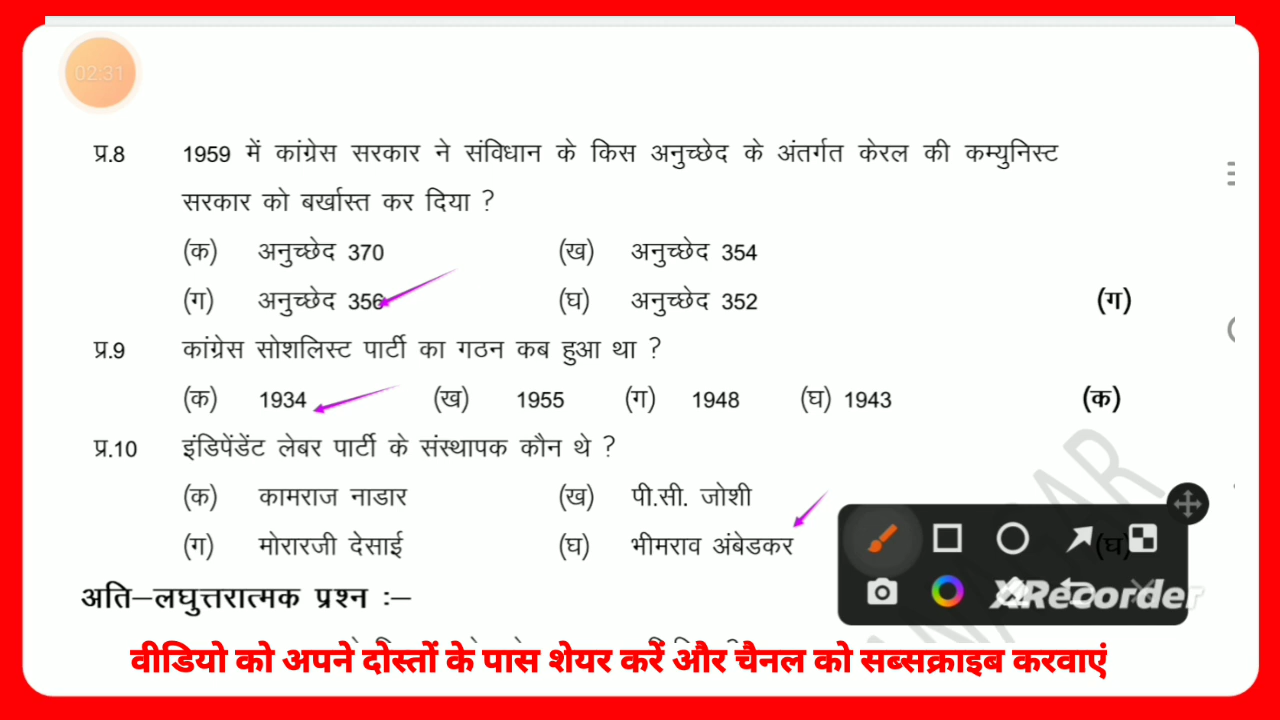 02:31
प्र.8 1959 में कांग्रेस सरकार ने संविधान के किस अनुच्छेद के अंतर्गत केरल की कम्युनिस्ट
सरकार को बर्खास्त कर दिया ?
(क) अनुच्छेद 370 (ख) अनुच्छेद 354
(ग) अनुच्छेद 356 (घ) अनुच्छेद 352 (ग)
प्र.9 कांग्रेस सोशलिस्ट पार्टी का गठन कब हुआ था ?
(क) 1934 (ख) 1955 (ग) 1948 (घ) 1943 (क)
प्र.10 इंडिपेंडेंट लेबर पार्टी के संस्थापक कौन थे ?
(क) कामराज नाडार (ख) पी.सी. जोशी
(ग) मोरारजी देसाई (घ) भीमराव अंबेडकर (घ)
अति–लघुत्तरात्मक प्रश्न :–
XRecorder
वीडियो को अपने दोस्तों के पास शेयर करें और चैनल को सब्सक्राइब करवाएं